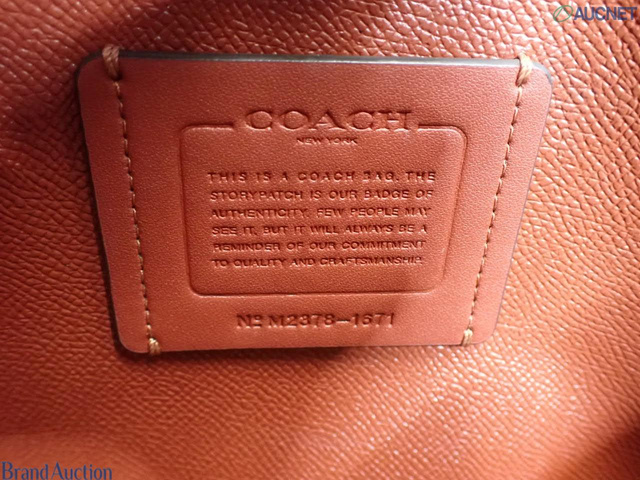 AUCNET
COACH
NEW YORK
THIS IS A COACH BAG. THE
STORYPATCH IS OUR BADGE OF
AUTHENTICITY. FEW PEOPLE MAY
SEE IT, BUT IT WILL ALWAYS BE A
REMINDER OF OUR COMMITMENT
TO QUALITY AND CRAFTSMANSHIP.
Nº M2378-1671
Brand Auction